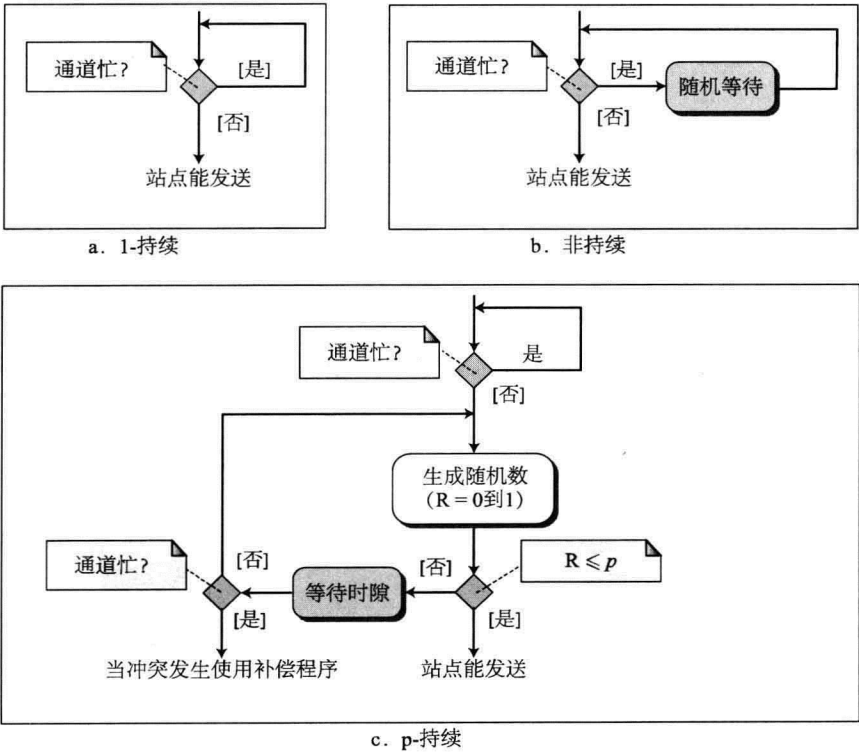 通道忙?
[是]
[否]
站点能发送
a. 1-持续
通道忙?
[是]
随机等待
[否]
站点能发送
b. 非持续
通道忙?
是
[否]
生成随机数
(R = 0到1)
通道忙?
[否]
等待时隙
[否]
R ≤ p
[是]
[是]
当冲突发生使用补偿程序
站点能发送
c. p-持续